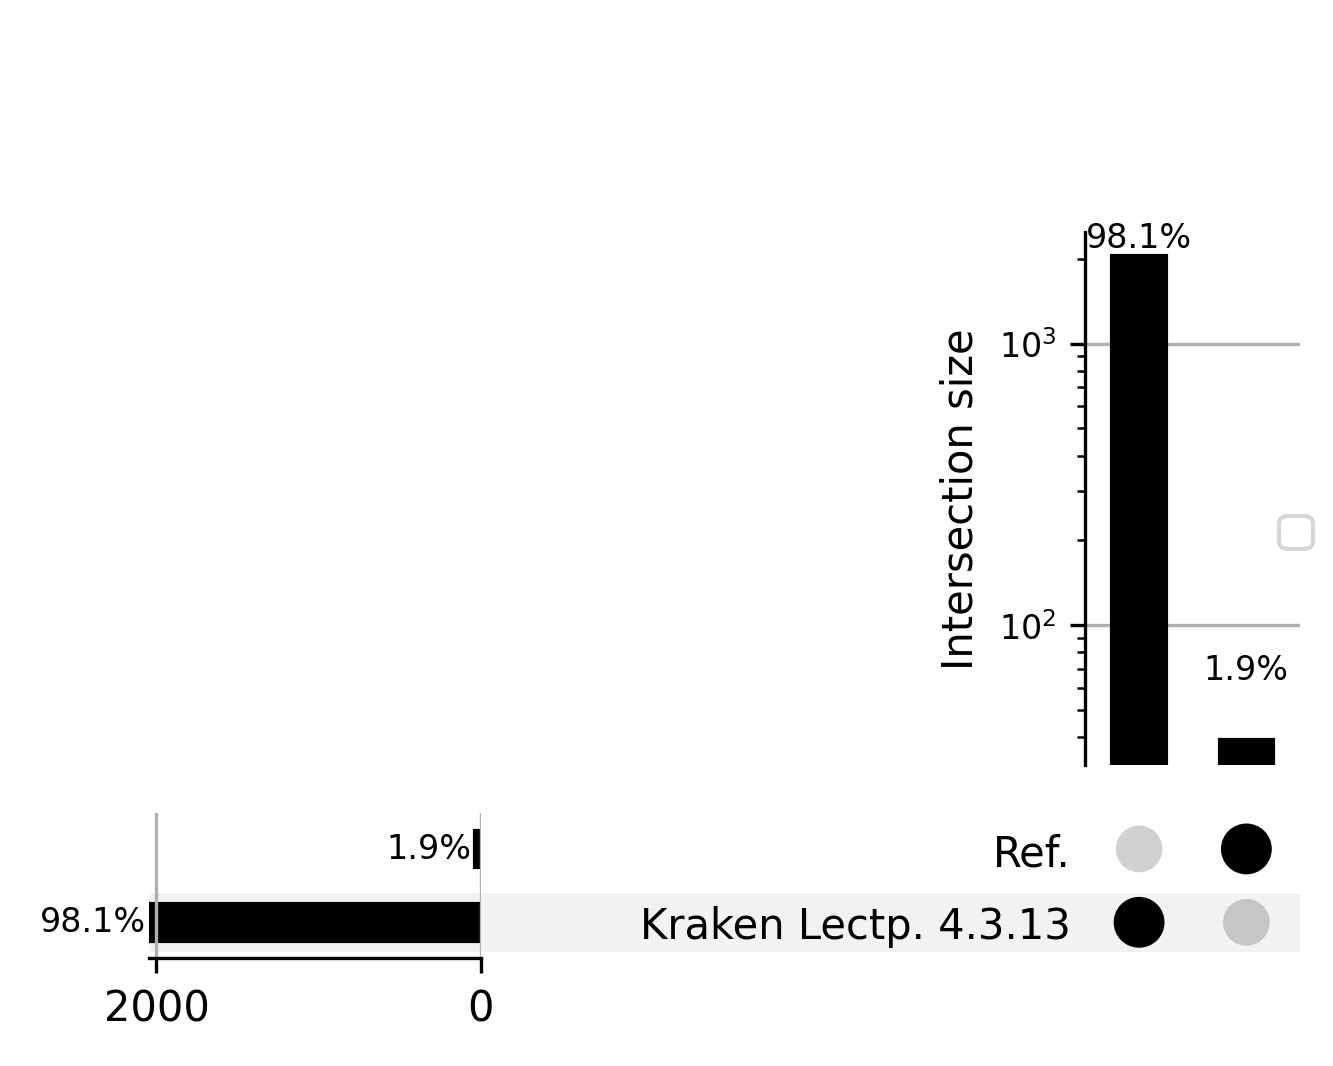 98.1%
10³
Intersection size
10²
1.9%
1.9%
Ref.
98.1%
Kraken Lectp. 4.3.13
2000
0